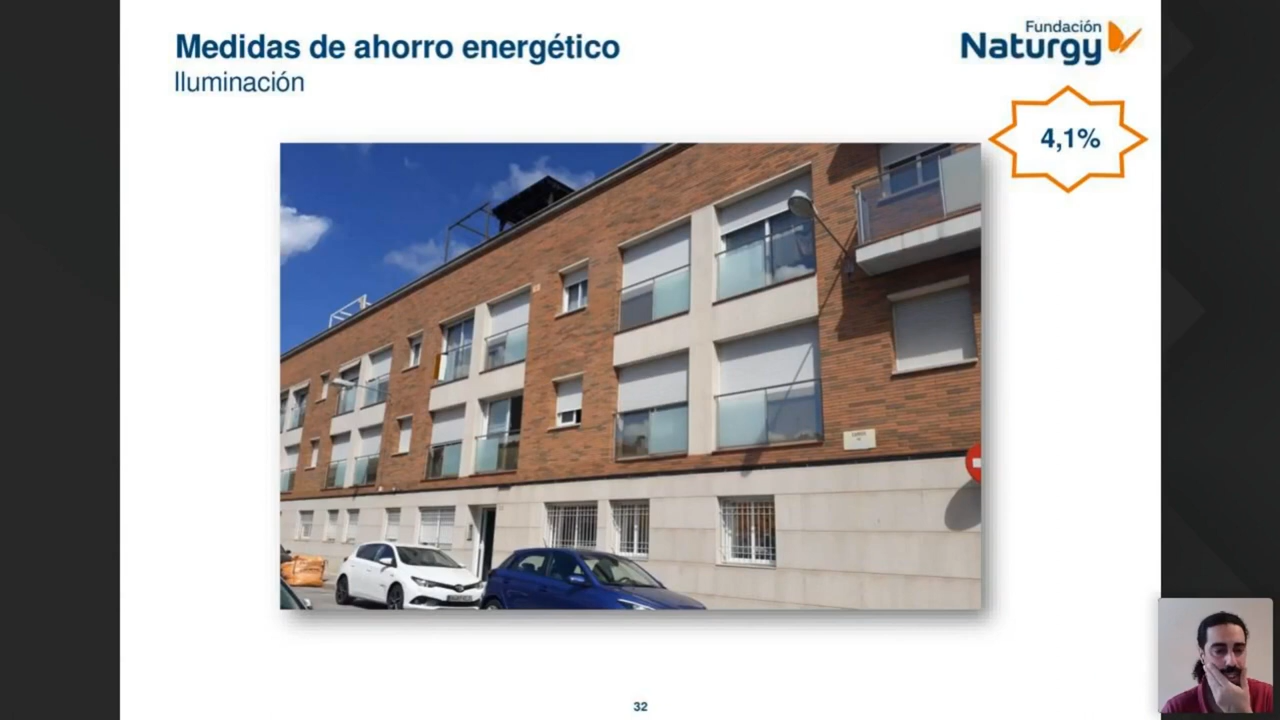 Medidas de ahorro energético
Iluminación
Fundación
Naturgy
4,1%
32